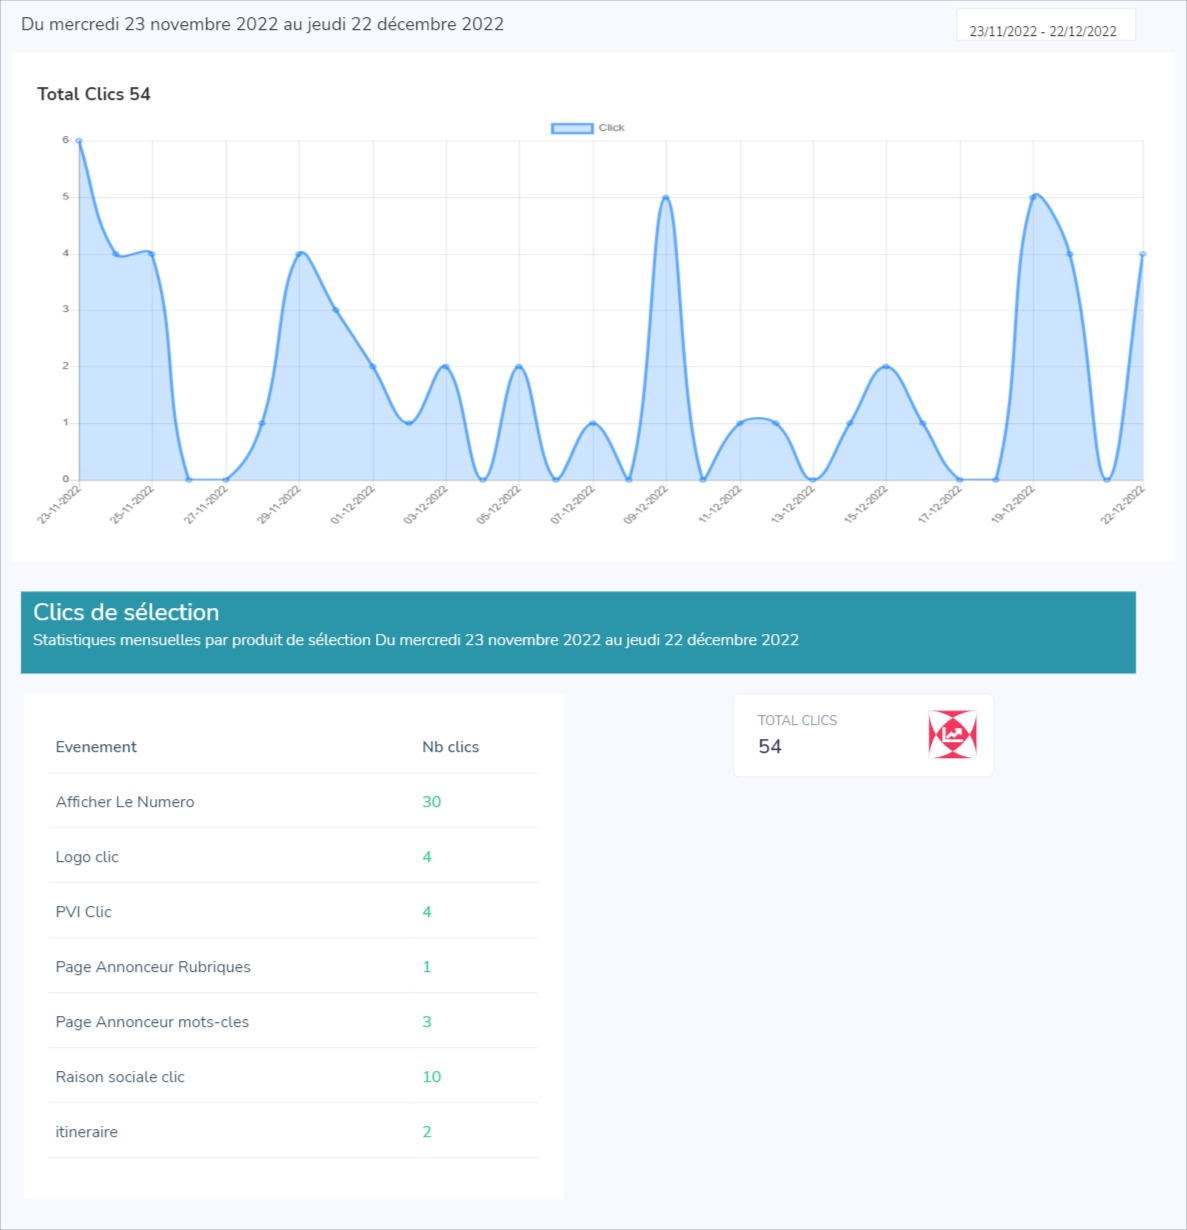 Du mercredi 23 novembre 2022 au jeudi 22 décembre 2022
23/11/2022 - 22/12/2022
Total Clics 54
Click
6
5
4
3
2
1
0
23-11-2022
25-11-2022
27-11-2022
29-11-2022
01-12-2022
03-12-2022
05-12-2022
07-12-2022
09-12-2022
11-12-2022
13-12-2022
15-12-2022
17-12-2022
19-12-2022
22-12-2022
Clics de sélection
Statistiques mensuelles par produit de sélection Du mercredi 23 novembre 2022 au jeudi 22 décembre 2022
Evenement Nb clics
Afficher Le Numero 30
Logo clic 4
PVI Clic 4
Page Annonceur Rubriques 1
Page Annonceur mots-cles 3
Raison sociale clic 10
itineraire 2
TOTAL CLICS
54